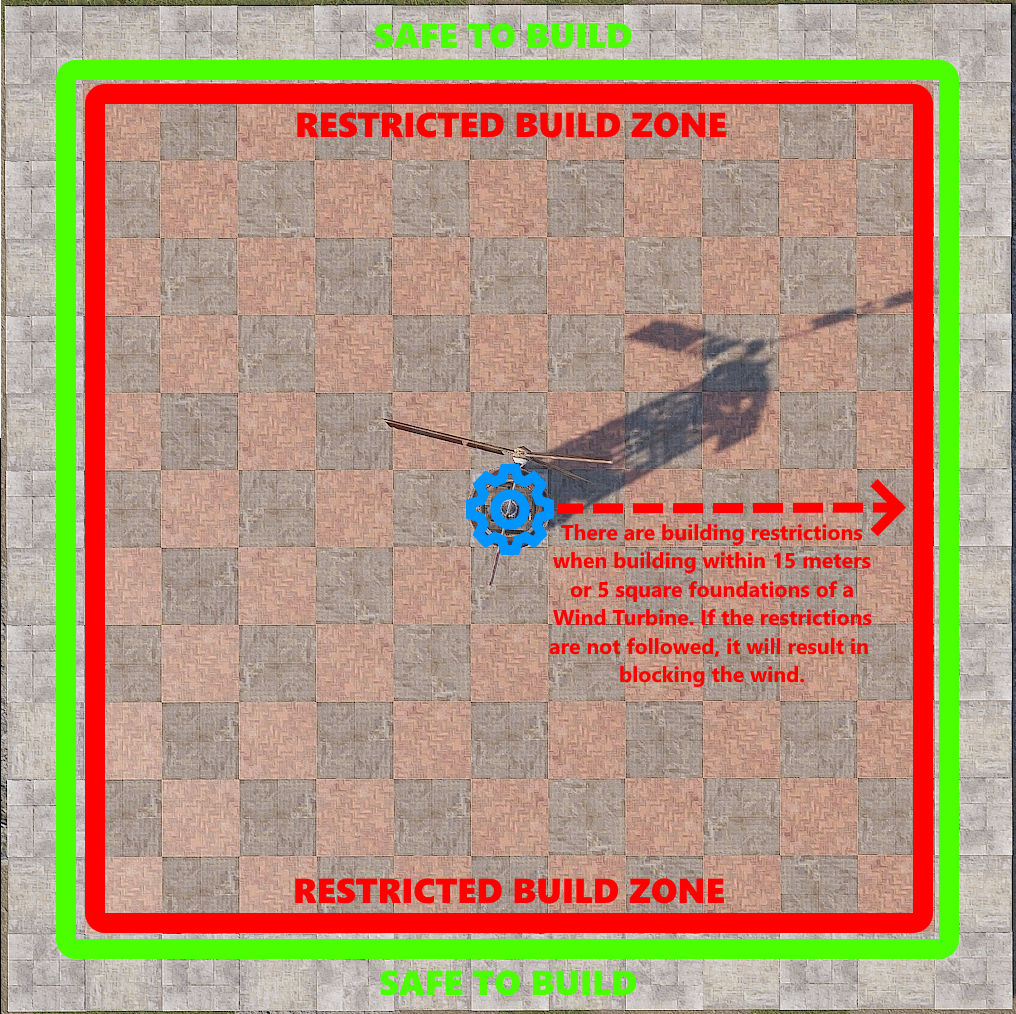 SAFE TO BUILD
RESTRICTED BUILD ZONE
There are building restrictions
when building within 15 meters
or 5 square foundations of a
Wind Turbine. If the restrictions
are not followed, it will result in
blocking the wind.
RESTRICTED BUILD ZONE
SAFE TO BUILD